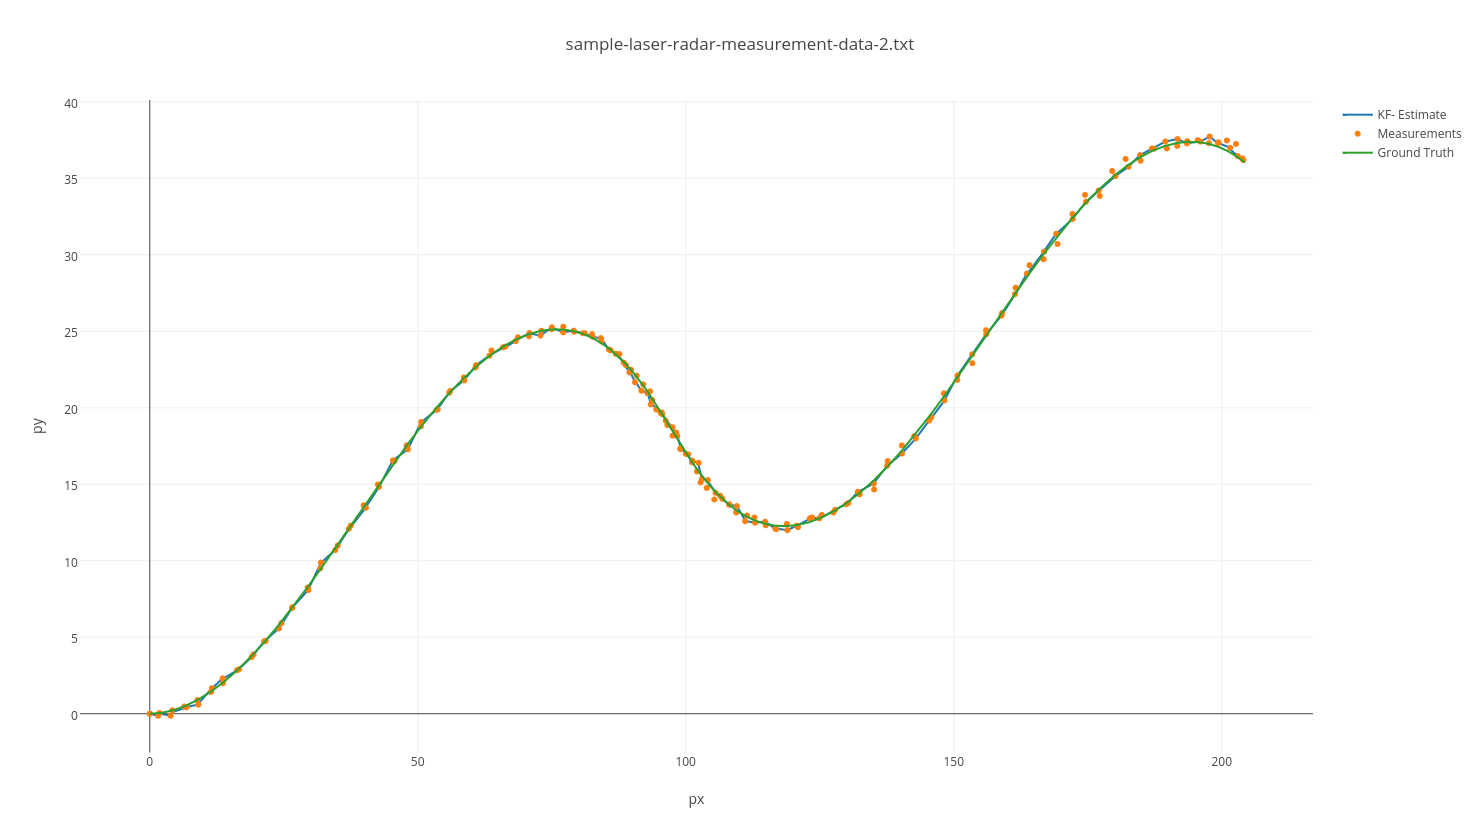 sample-laser-radar-measurement-data-2.txt
KF- Estimate
Measurements
Ground Truth
40
35
30
25
20
15
10
5
0
py
0
50
100
150
200
px